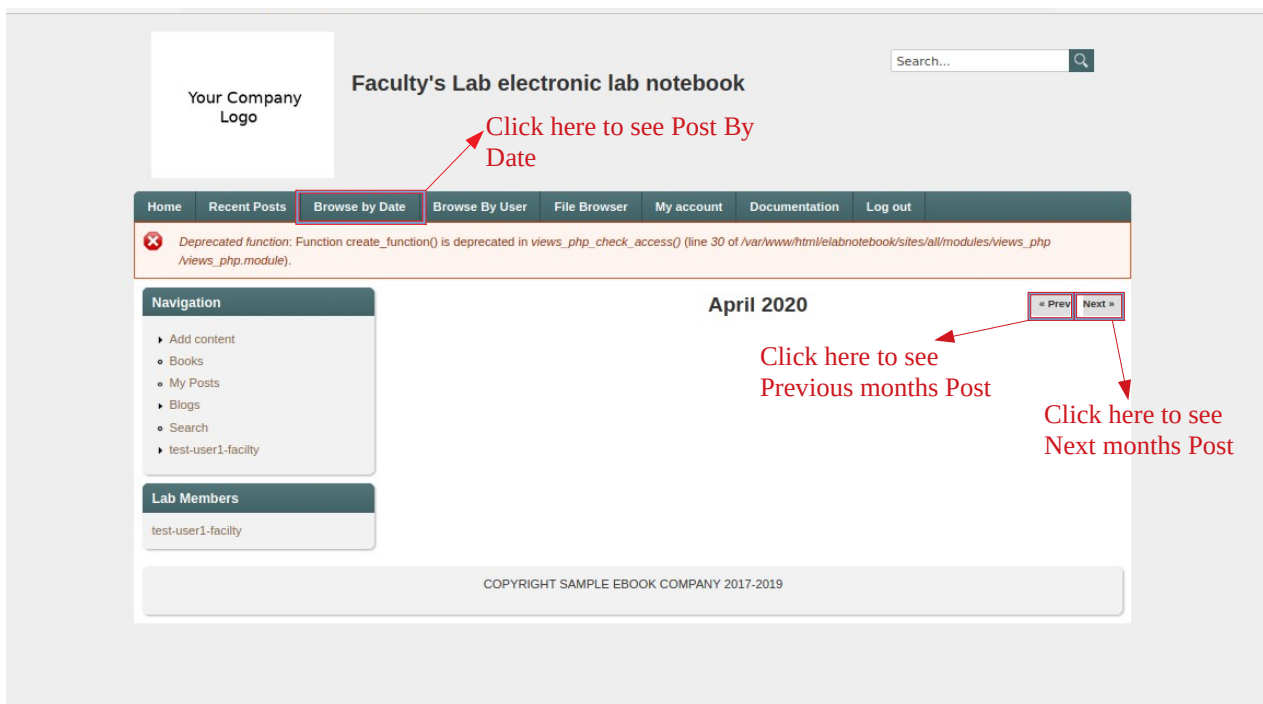 Your Company
Logo
Faculty's Lab electronic lab notebook
Search...
Click here to see Post By
Date
Home Recent Posts Browse by Date Browse By User File Browser My account Documentation Log out
Deprecated function: Function create_function() is deprecated in views_php_check_access() (line 30 of /var/www/html/elabnotebook/sites/all/modules/views_php
/views_php.module).
Navigation
Add content
Books
My Posts
Blogs
Search
test-user1-facilty
Lab Members
test-user1-facilty
April 2020
« Prev Next »
Click here to see
Previous months Post
Click here to see
Next months Post
COPYRIGHT SAMPLE EBOOK COMPANY 2017-2019